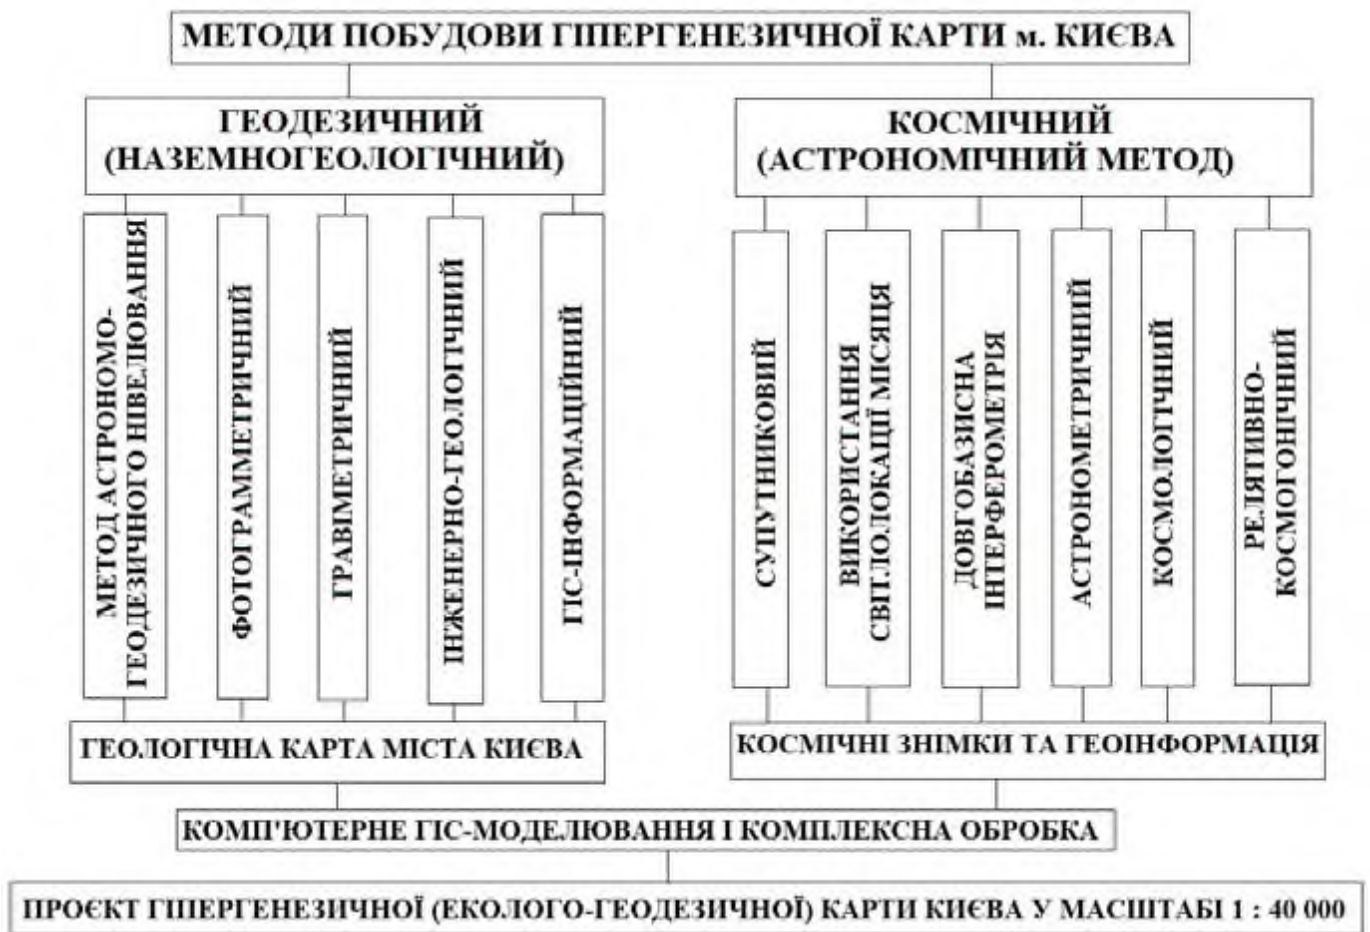 МЕТОДИ ПОБУДОВИ ГІПЕРГЕНЕЗИЧНОЇ КАРТИ м. КИЄВА
ГЕОДЕЗИЧНИЙ
(НАЗЕМНОГЕОЛОГІЧНИЙ)
КОСМІЧНИЙ
(АСТРОНОМІЧНИЙ МЕТОД)
МЕТОД АСТРОНОМО-
ГЕОДЕЗИЧНОГО НІВЕЛЮВАННЯ
ФОТОГРАММЕТРИЧНИЙ
ГРАВІМЕТРИЧНИЙ
ІНЖЕНЕРНО-ГЕОЛОГІЧНИЙ
ГІС-ІНФОРМАЦІЙНИЙ
СУПУТНИКОВИЙ
ВИКОРИСТАННЯ
СВІТЛОЛОКАЦІЇ МІСЯЦЯ
ДОВГОБАЗИСНА
ІНТЕРФЕРОМЕТРІЯ
АСТРОНОМЕТРИЧНИЙ
КОСМОЛОГІЧНИЙ
РЕЛЯТИВНО-
КОСМОГОНІЧНИЙ
ГЕОЛОГІЧНА КАРТА МІСТА КИЄВА
КОСМІЧНІ ЗНІМКИ ТА ГЕОІНФОРМАЦІЯ
КОМП'ЮТЕРНЕ ГІС-МОДЕЛЮВАННЯ І КОМПЛЕКСНА ОБРОБКА
ПРОЄКТ ГІПЕРГЕНЕЗИЧНОЇ (ЕКОЛОГО-ГЕОДЕЗИЧНОЇ) КАРТИ КИЄВА У МАСШТАБІ 1 : 40 000